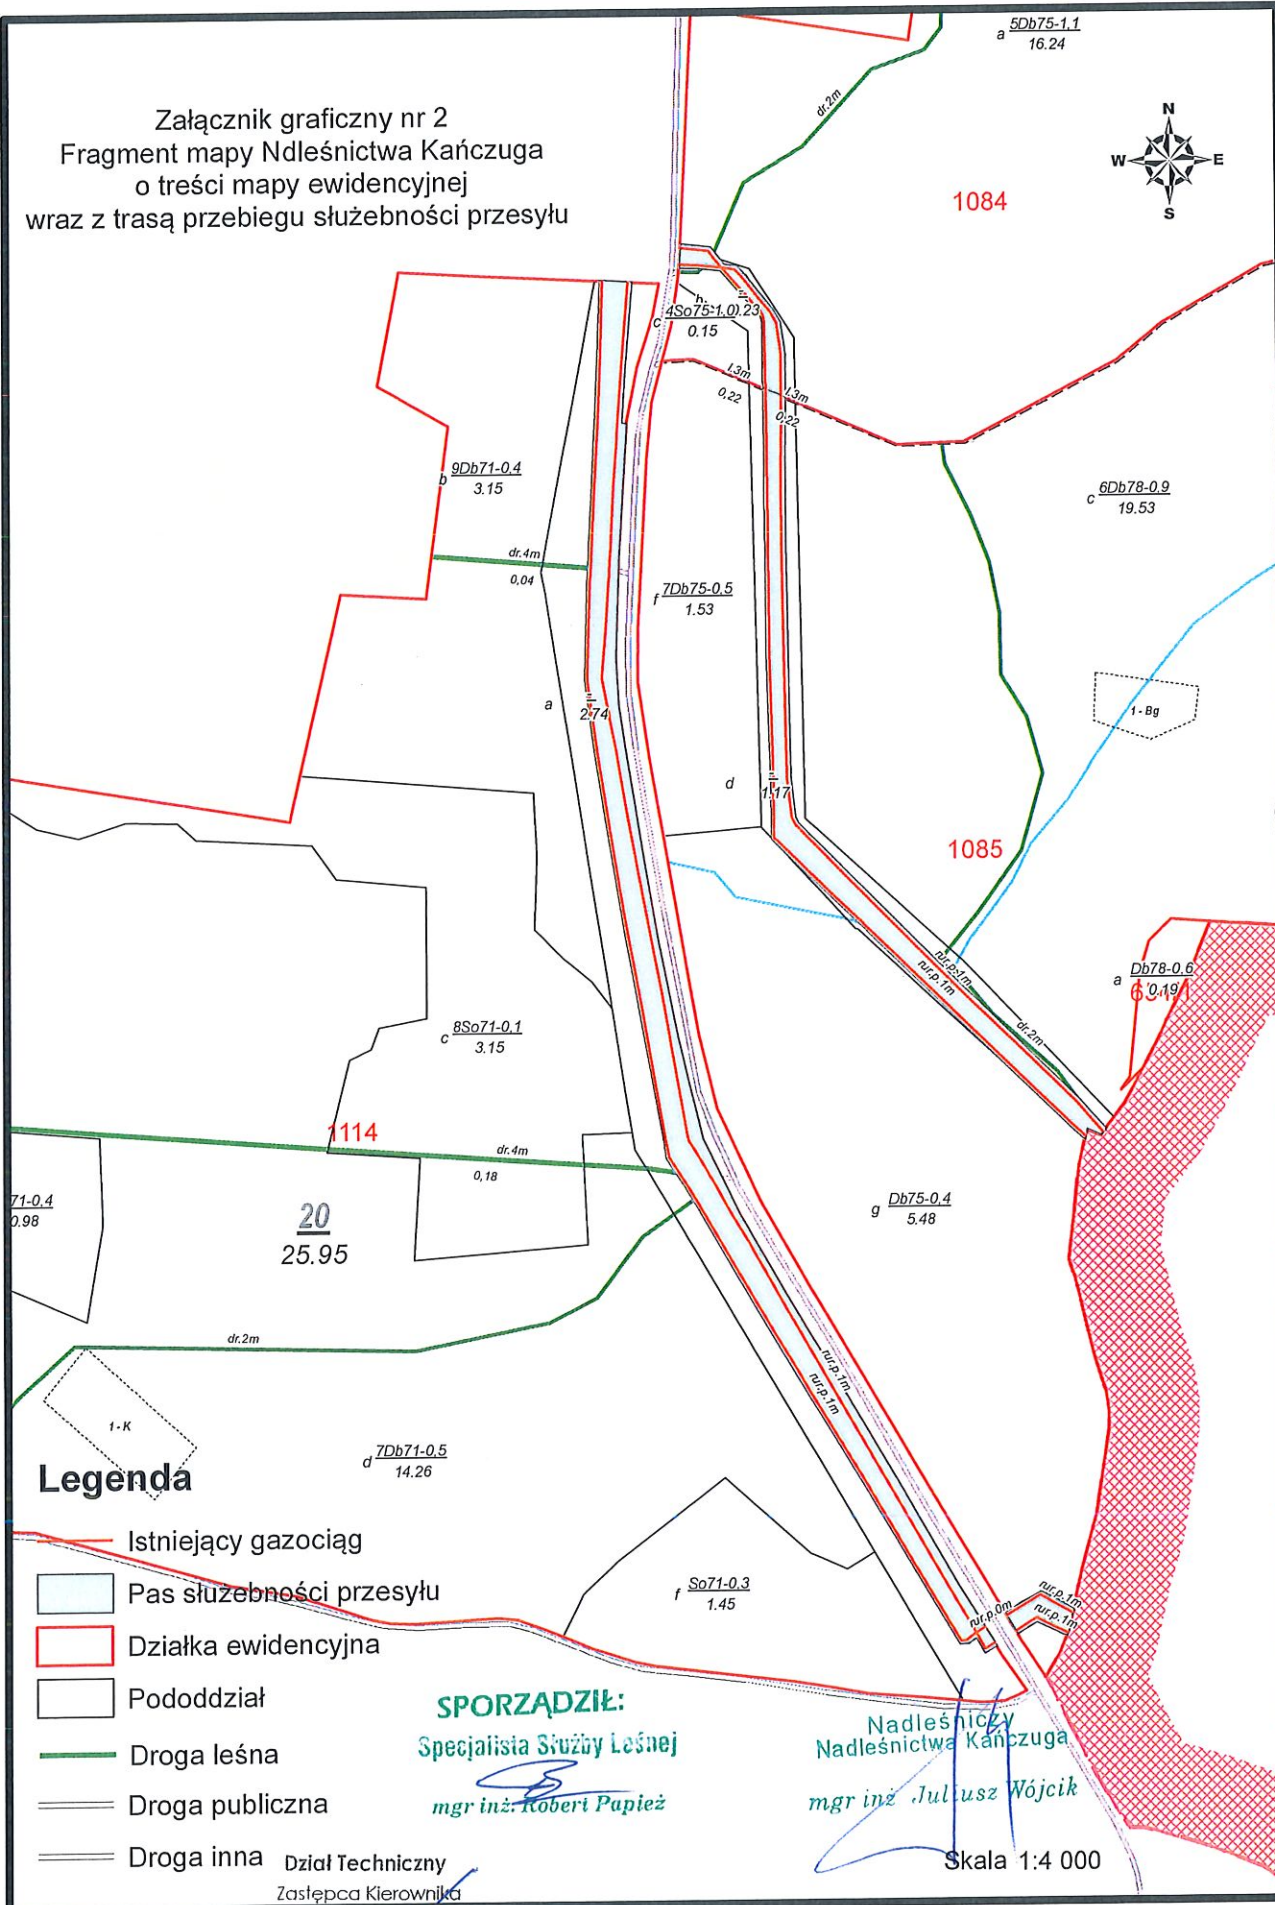 Załącznik graficzny nr 2
Fragment mapy Ndleśnictwa Kańczuga
o treści mapy ewidencyjnej
wraz z trasą przebiegu służebności przesyłu
a 5Db75-1,1
16.24
dr.2m
N
W E
S
1084
c 4So75-1,0
0.15
0.23
l.3m
0,22
l.3m
0,22
b 9Db71-0,4
3.15
c 6Db78-0,9
19.53
dr.4m
0,04
f 7Db75-0,5
1.53
a
2.74
1-Bg
d
1.17
1085
rur.p.1m
rur.p.1m
a Db78-0,6
0.19
dr.2m
c 8So71-0,1
3.15
1114
dr.4m
0,18
71-0,4
0.98
20
25.95
g Db75-0,4
5.48
dr.2m
rur.p.1m
rur.p.1m
1-K
d 7Db71-0,5
14.26
Legenda
Istniejący gazociąg
Pas służebności przesyłu
Działka ewidencyjna
Pododdział
Droga leśna
Droga publiczna
Droga inna
f So71-0,3
1.45
rur.p.1m
rur.p.1m
rur.p.0m
SPORZĄDZIŁ:
Specjalista Służby Leśnej
mgr inż. Robert Papież
Nadleśniczy
Nadleśnictwa Kańczuga
mgr inż Juliusz Wójcik
Skala 1:4 000
Dział Techniczny
Zastępca Kierownika